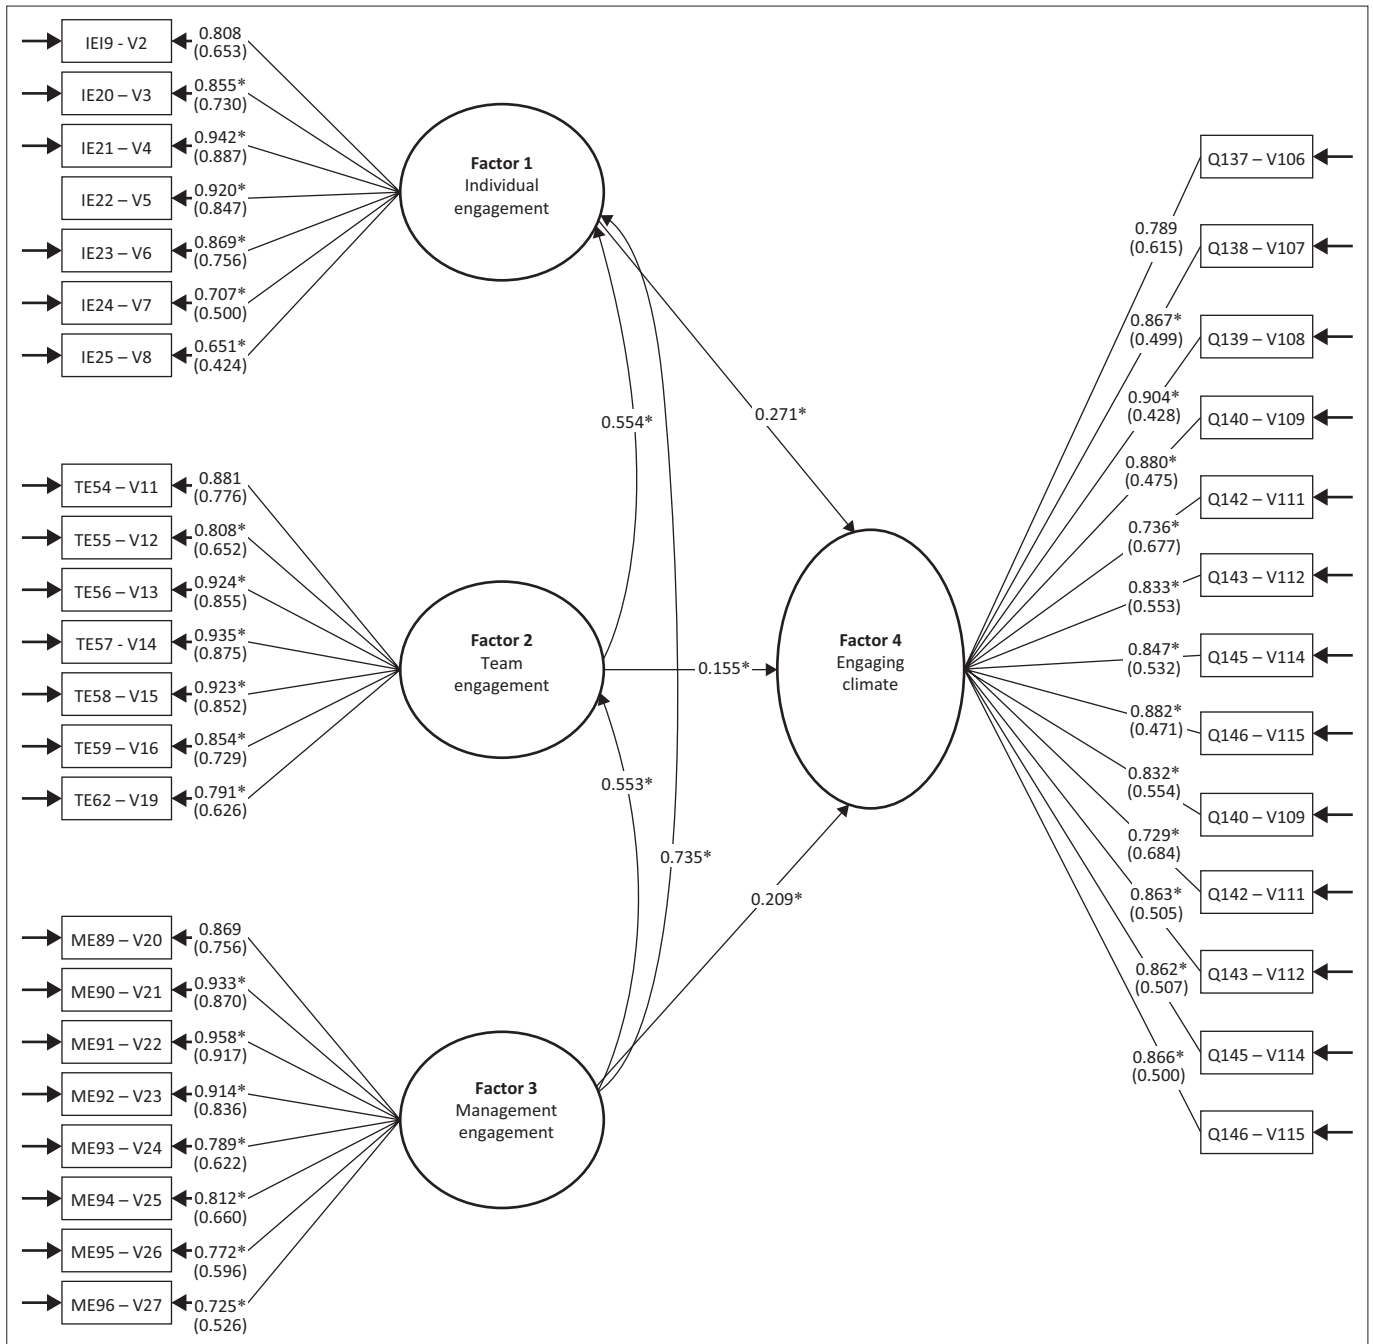 IEI9 - V2
0.808
(0.653)
IE20 – V3
0.855*
(0.730)
IE21 – V4
0.942*
(0.887)
IE22 – V5
0.920*
(0.847)
IE23 – V6
0.869*
(0.756)
IE24 – V7
0.707*
(0.500)
IE25 – V8
0.651*
(0.424)
Factor 1
Individual
engagement
TE54 – V11
0.881
(0.776)
TE55 – V12
0.808*
(0.652)
TE56 – V13
0.924*
(0.855)
TE57 - V14
0.935*
(0.875)
TE58 – V15
0.923*
(0.852)
TE59 – V16
0.854*
(0.729)
TE62 – V19
0.791*
(0.626)
Factor 2
Team
engagement
ME89 – V20
0.869
(0.756)
ME90 – V21
0.933*
(0.870)
ME91 – V22
0.958*
(0.917)
ME92 – V23
0.914*
(0.836)
ME93 – V24
0.789*
(0.622)
ME94 – V25
0.812*
(0.660)
ME95 – V26
0.772*
(0.596)
ME96 – V27
0.725*
(0.526)
Factor 3
Management
engagement
0.554*
0.271*
0.155*
0.553*
0.735*
0.209*
Factor 4
Engaging
climate
0.789
(0.615)
Q137 – V106
0.867*
(0.499)
Q138 – V107
0.904*
(0.428)
Q139 – V108
0.880*
(0.475)
Q140 – V109
0.736*
(0.677)
Q142 – V111
0.833*
(0.553)
Q143 – V112
0.847*
(0.532)
Q145 – V114
0.882*
(0.471)
Q146 – V115
0.832*
(0.554)
Q140 – V109
0.729*
(0.684)
Q142 – V111
0.863*
(0.505)
Q143 – V112
0.862*
(0.507)
Q145 – V114
0.866*
(0.500)
Q146 – V115